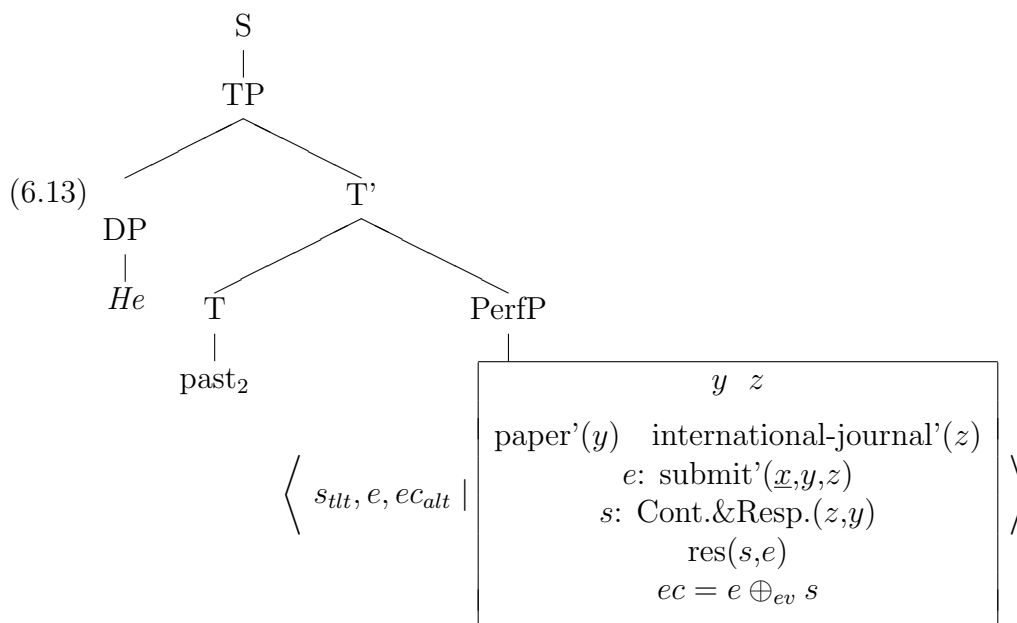 S
TP
(6.13)
T’
DP
He
T
PerfP
past₂
y z
paper’(y) international-journal’(z)
e: submit’(x,y,z)
⟨ s_tlt, e, ec_alt |
s: Cont.&Resp.(z,y)
⟩
res(s,e)
ec = e ⊕_ev s